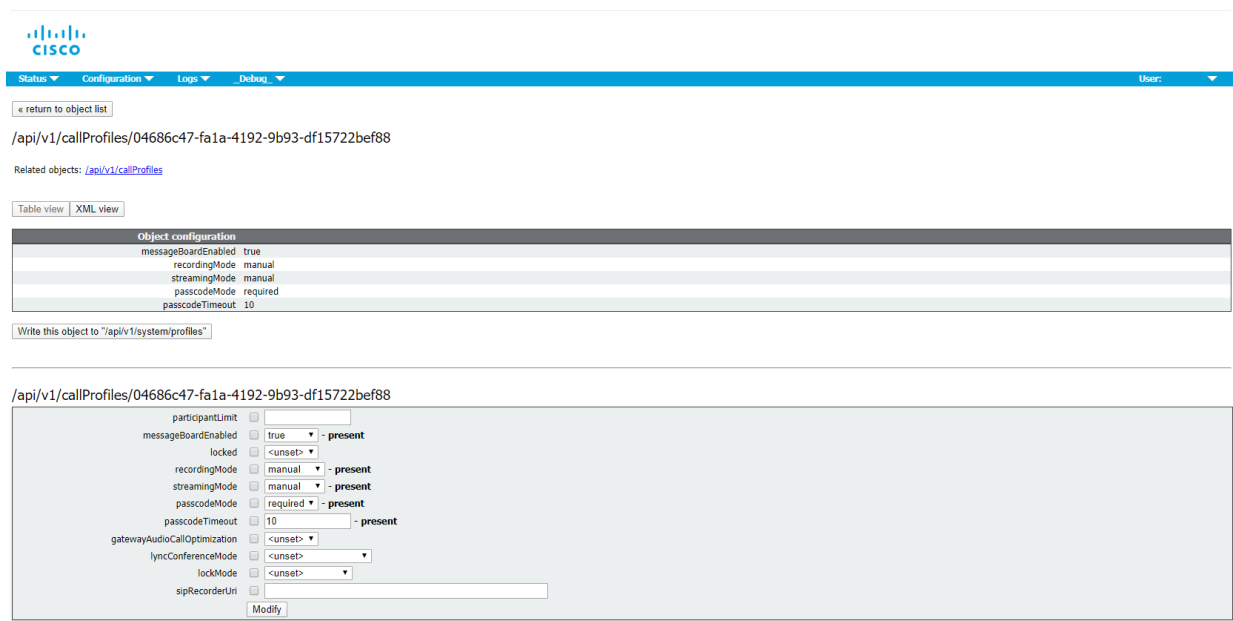 CISCO
Status Configuration Logs _Debug_ User:
« return to object list
/api/v1/callProfiles/04686c47-fa1a-4192-9b93-df15722bef88
Related objects: /api/v1/callProfiles
Table view XML view
Object configuration
messageBoardEnabled true
recordingMode manual
streamingMode manual
passcodeMode required
passcodeTimeout 10
Write this object to "/api/v1/system/profiles"
/api/v1/callProfiles/04686c47-fa1a-4192-9b93-df15722bef88
participantLimit
messageBoardEnabled true - present
locked <unset>
recordingMode manual - present
streamingMode manual - present
passcodeMode required - present
passcodeTimeout 10 - present
gatewayAudioCallOptimization <unset>
lyncConferenceMode <unset>
lockMode <unset>
sipRecorderUri
Modify